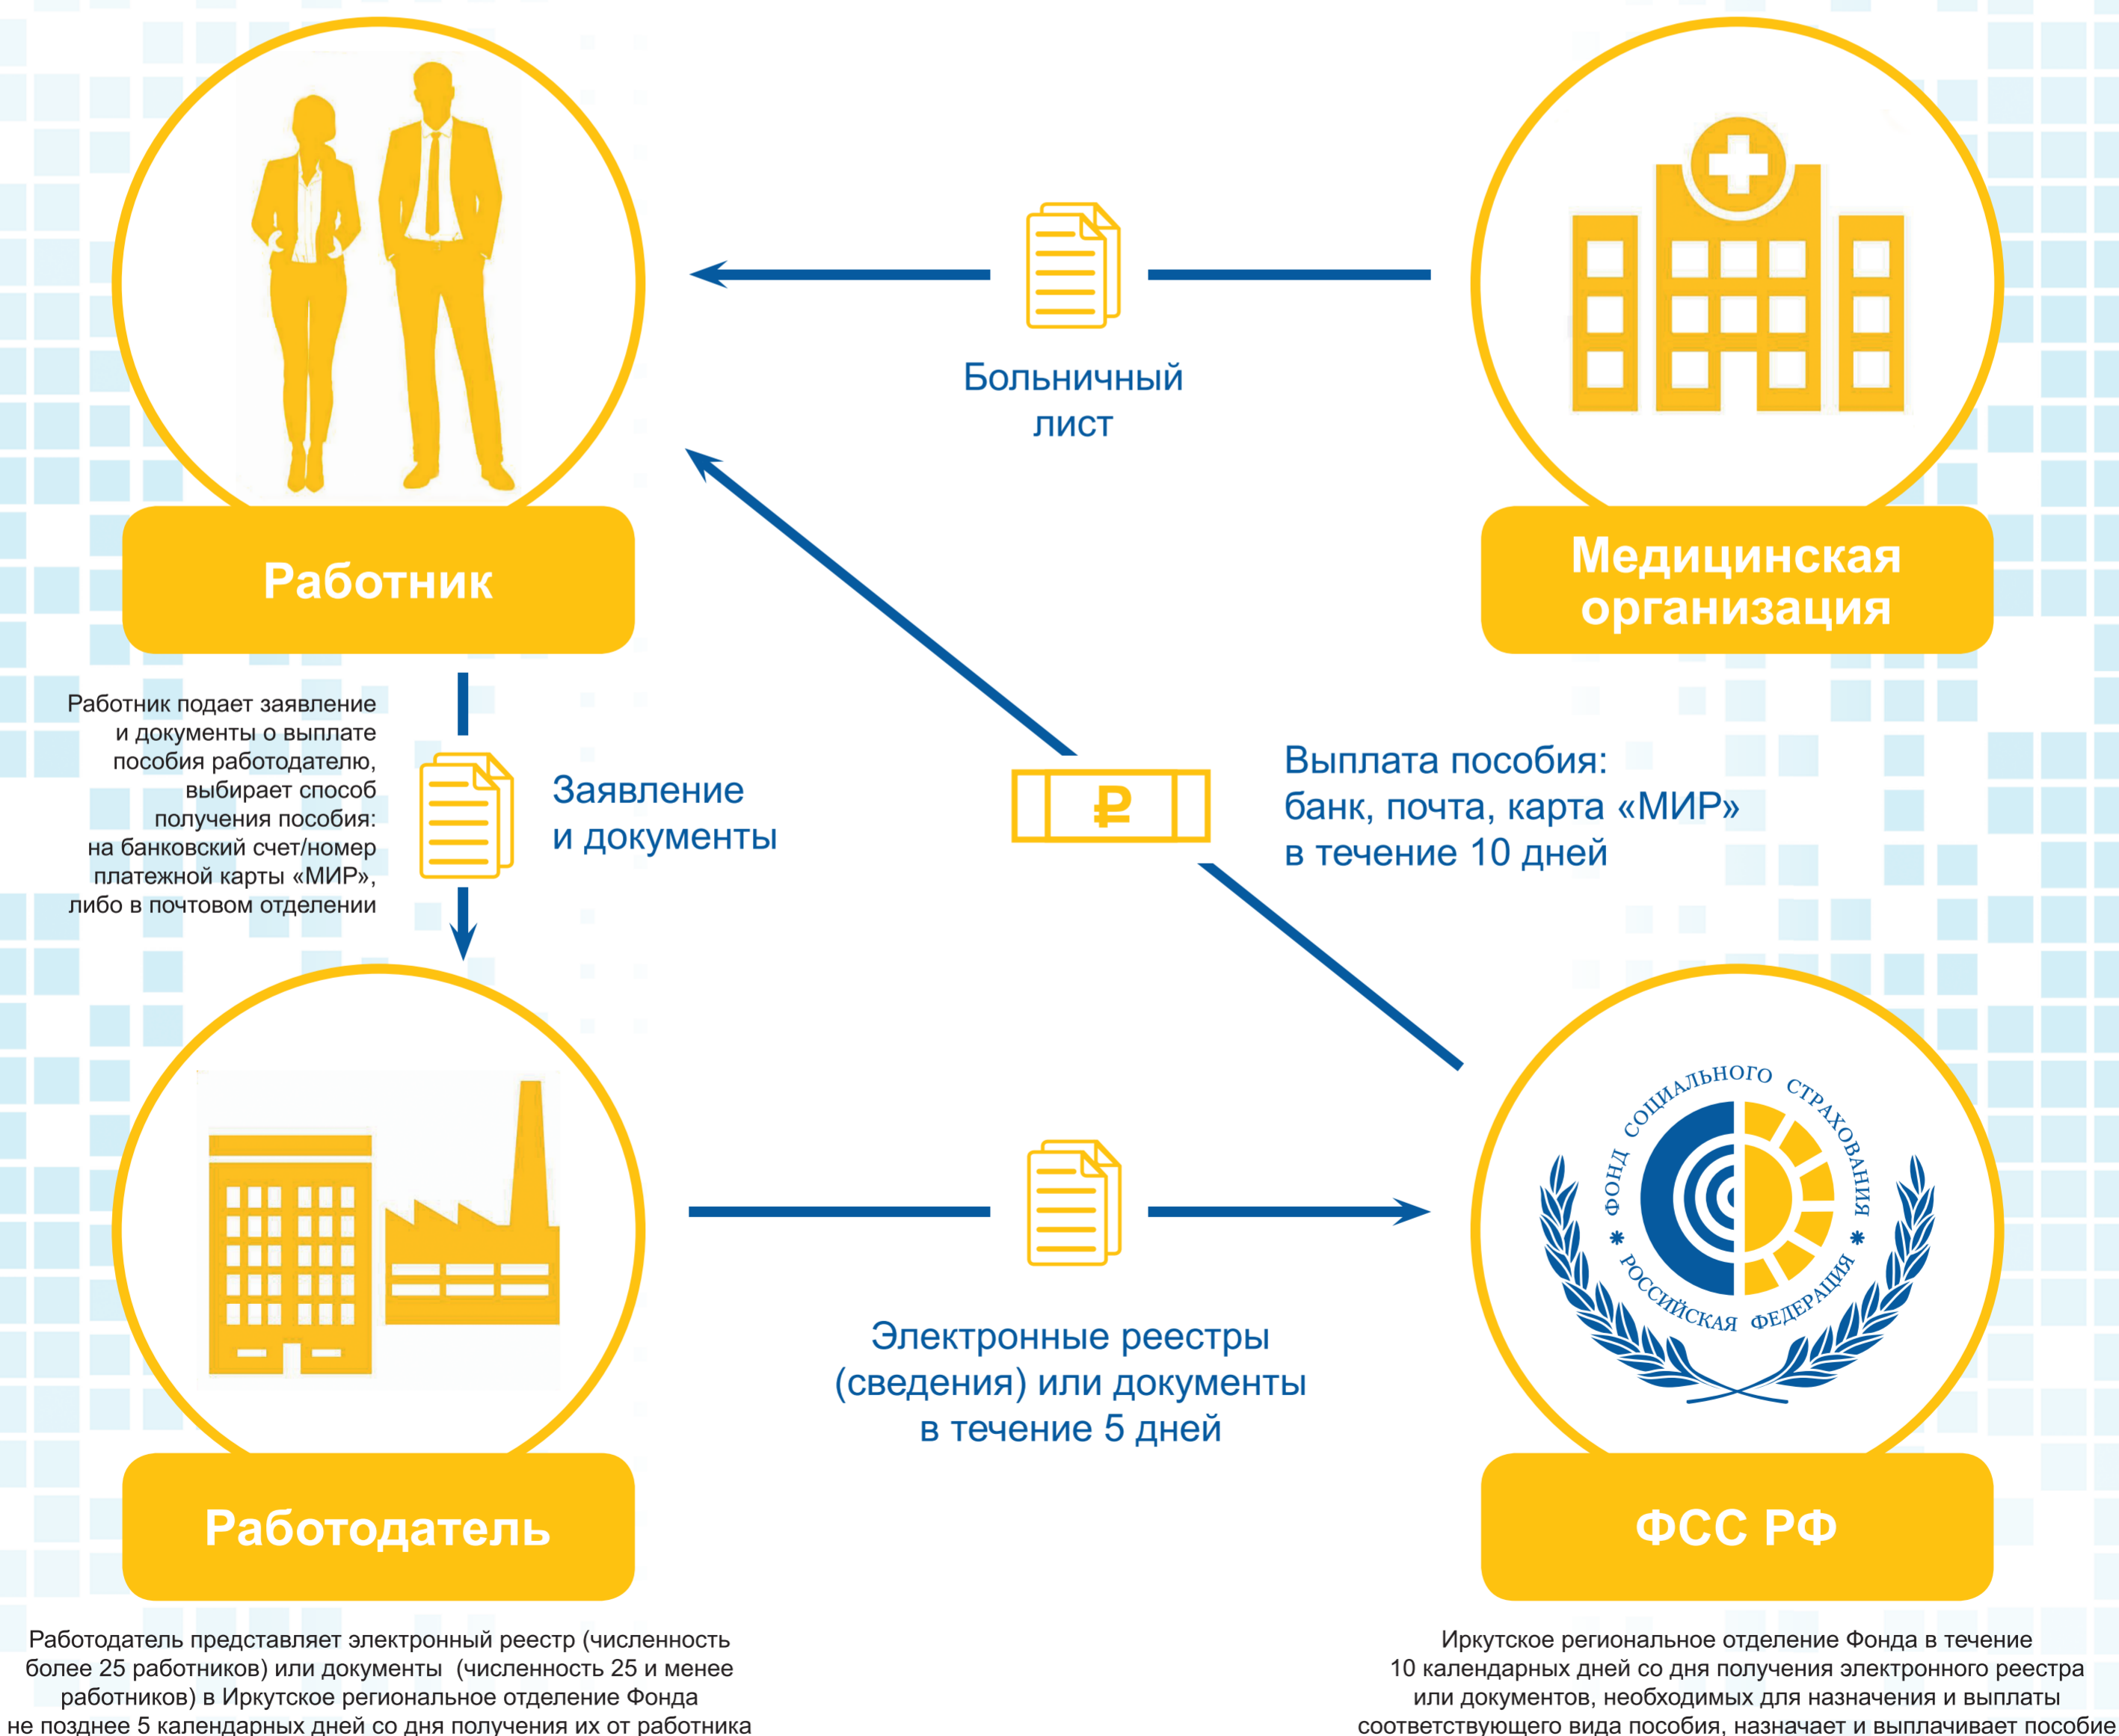 Больничный
лист
Работник
Медицинская
организация
Работник подает заявление
и документы о выплате
пособия работодателю,
выбирает способ
получения пособия:
на банковский счет/номер
платежной карты «МИР»,
либо в почтовом отделении
Заявление
и документы
₽
Выплата пособия:
банк, почта, карта «МИР»
в течение 10 дней
ФОНД СОЦИАЛЬНОГО СТРАХОВАНИЯ
* РОССИЙСКАЯ ФЕДЕРАЦИЯ *
Электронные реестры
(сведения) или документы
в течение 5 дней
Работодатель
ФСС РФ
Работодатель представляет электронный реестр (численность
более 25 работников) или документы (численность 25 и менее
работников) в Иркутское региональное отделение Фонда
не позднее 5 календарных дней со дня получения их от работника
Иркутское региональное отделение Фонда в течение
10 календарных дней со дня получения электронного реестра
или документов, необходимых для назначения и выплаты
соответствующего вида пособия, назначает и выплачивает пособие